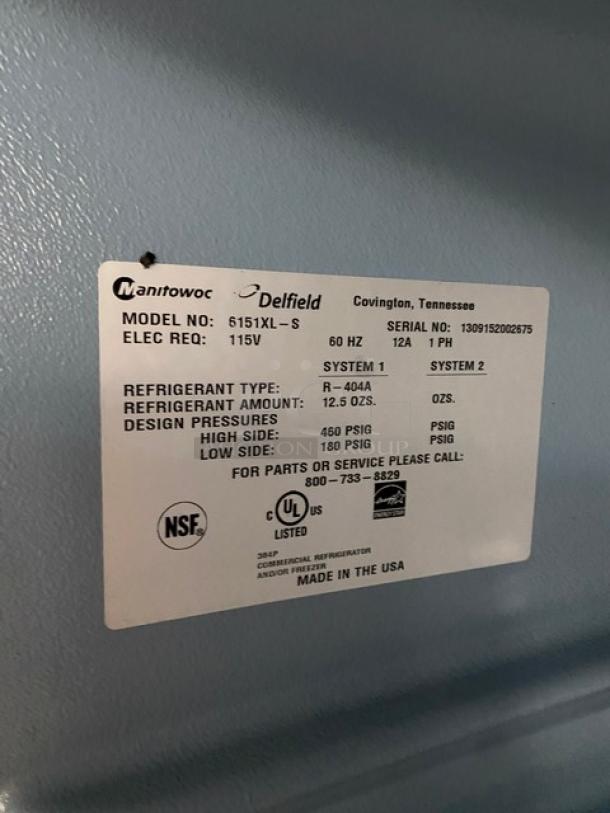 Manitowoc Delfield Covington, Tennessee
MODEL NO: 6151XL-S SERIAL NO: 1309152002675
ELEC REQ: 115V 60 HZ 12A 1 PH
SYSTEM 1 SYSTEM 2
REFRIGERANT TYPE: R-404A
REFRIGERANT AMOUNT: 12.5 OZS. OZS.
DESIGN PRESSURES
HIGH SIDE: 460 PSIG PSIG
LOW SIDE: 180 PSIG PSIG
FOR PARTS OR SERVICE PLEASE CALL:
800-733-8829
NSF®
C UL US
LISTED
ENERGY STAR
384P
COMMERCIAL REFRIGERATOR
AND/OR FREEZER
MADE IN THE USA